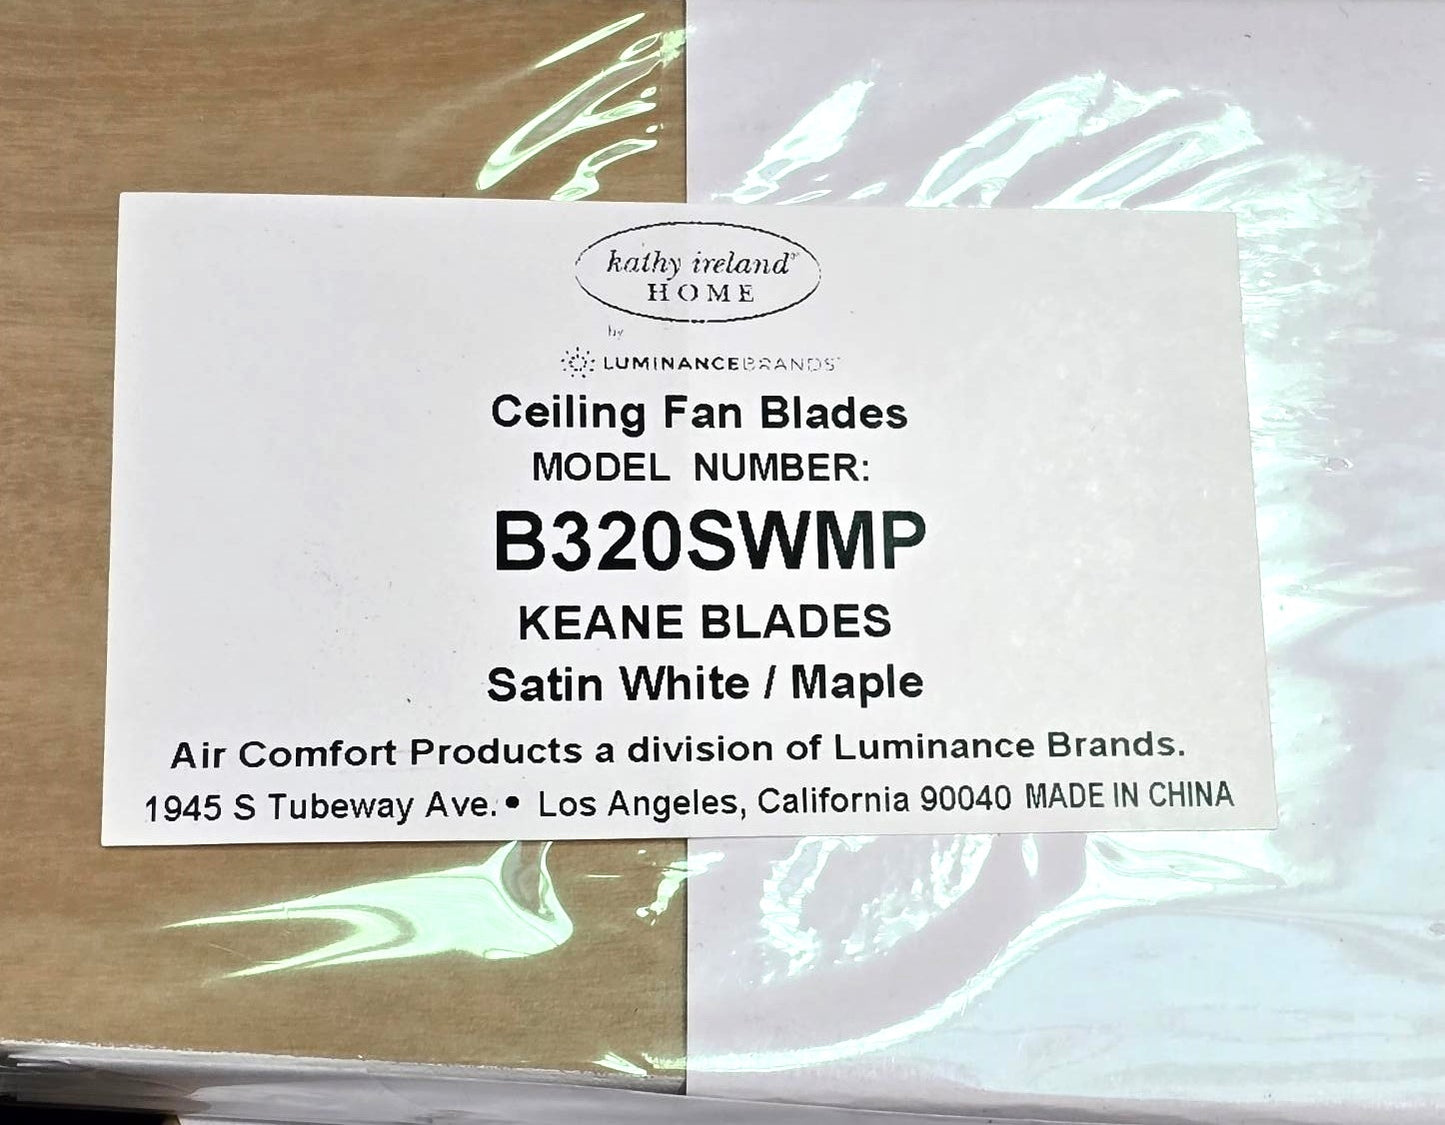 kathy ireland®
HOME
by
LUMINANCEBRANDS
Ceiling Fan Blades
MODEL NUMBER:
B320SWMP
KEANE BLADES
Satin White / Maple
Air Comfort Products a division of Luminance Brands.
1945 S Tubeway Ave. • Los Angeles, California 90040 MADE IN CHINA